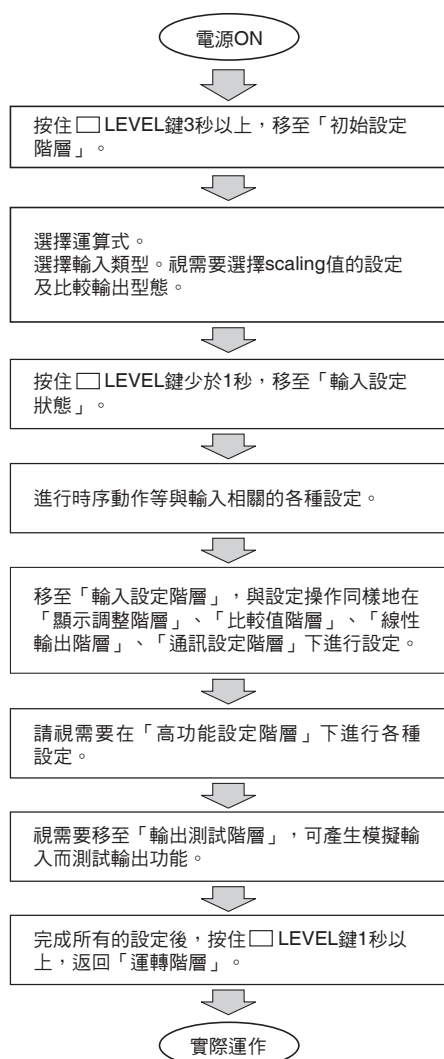 電源ON
按住□LEVEL鍵3秒以上，移至「初始設定
階層」。
選擇運算式。
選擇輸入類型。視需要選擇scaling值的設定
及比較輸出型態。
按住□LEVEL鍵少於1秒，移至「輸入設定
狀態」。
進行時序動作等與輸入相關的各種設定。
移至「輸入設定階層」，與設定操作同樣地在
「顯示調整階層」、「比較值階層」、「線性
輸出階層」、「通訊設定階層」下進行設定。
請視需要在「高功能設定階層」下進行各種
設定。
視需要移至「輸出測試階層」，可產生模擬輸
入而測試輸出功能。
完成所有的設定後，按住□LEVEL鍵1秒以
上，返回「運轉階層」。
實際運作